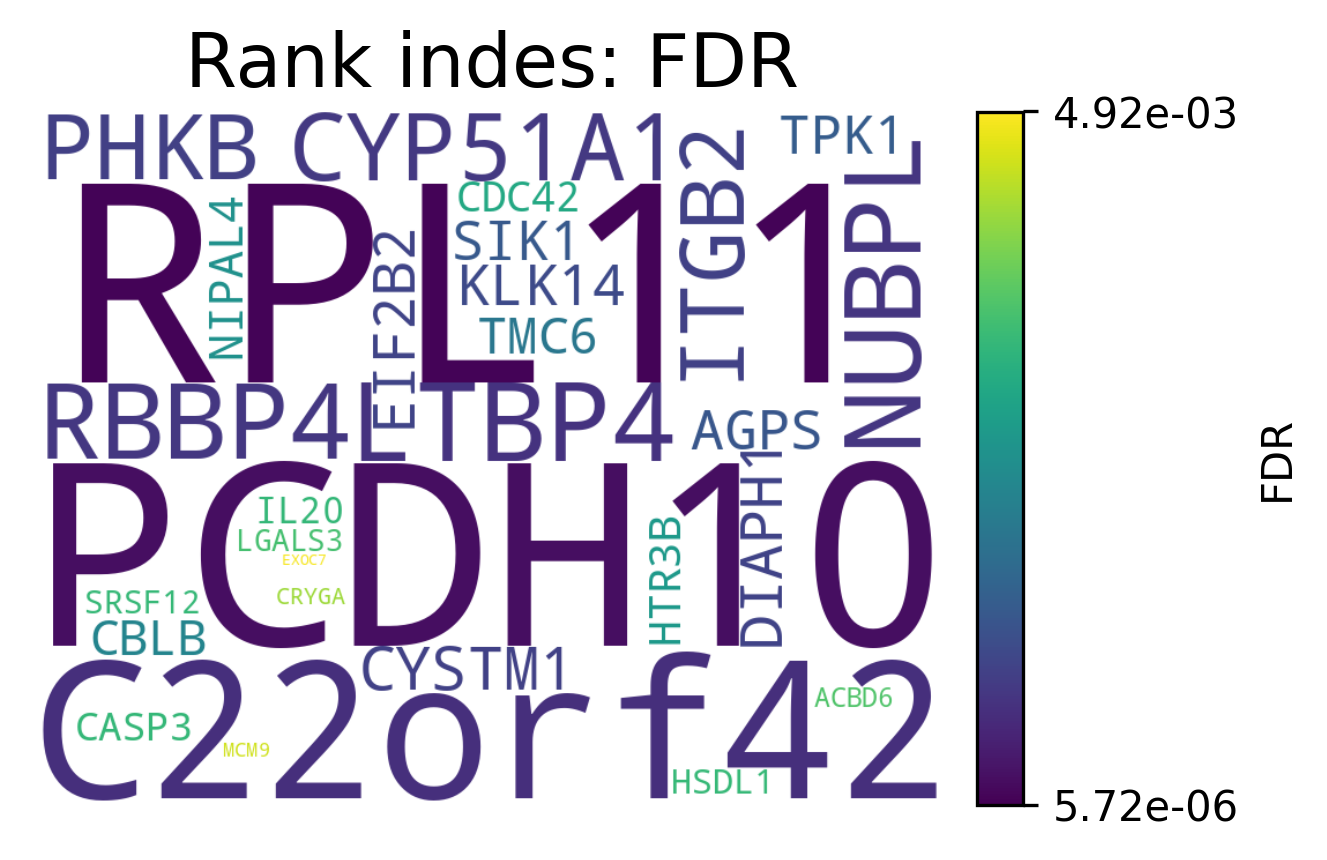 Rank indes: FDR
PHKB
CYP51A1
ITGB2
TPK1
NUBPL
RPL11
NIPAL4
EIF2B2
CDC42
SIK1
KLK14
TMC6
RBBP4
LTBP4
AGPS
PCDH10
IL20
LGALS3
EXOC7
CRYGA
HTR3B
DIAPH1
SRSF12
CBLB
CYSTM1
C22orf42
CASP3
MCM9
ACBD6
HSDL1
4.92e-03
FDR
5.72e-06